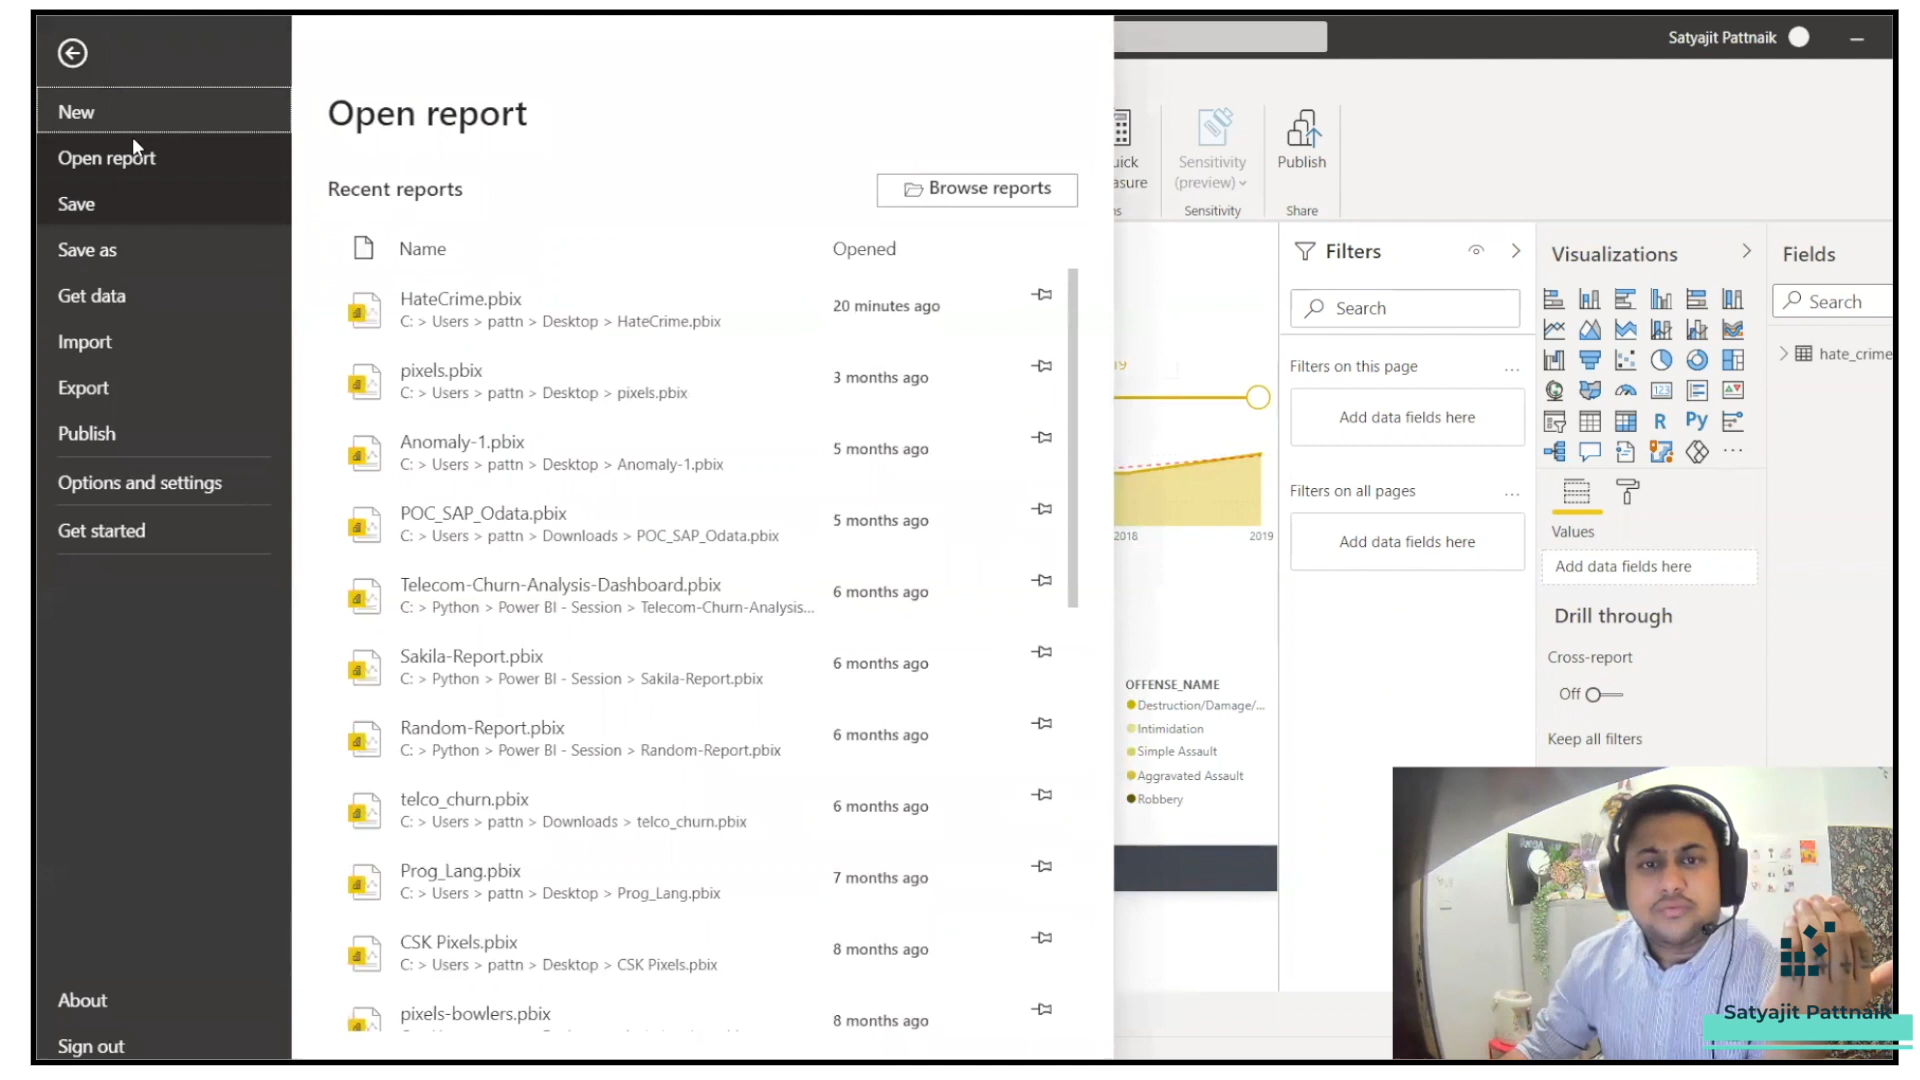 Satyajit Pattnaik
New
Open report
Save
Save as
Get data
Import
Export
Publish
Options and settings
Get started
About
Sign out
Open report
Recent reports
Browse reports
Name
Opened
HateCrime.pbix
C: > Users > pattn > Desktop > HateCrime.pbix
20 minutes ago
pixels.pbix
C: > Users > pattn > Desktop > pixels.pbix
3 months ago
Anomaly-1.pbix
C: > Users > pattn > Desktop > Anomaly-1.pbix
5 months ago
POC_SAP_Odata.pbix
C: > Users > pattn > Downloads > POC_SAP_Odata.pbix
5 months ago
Telecom-Churn-Analysis-Dashboard.pbix
C: > Python > Power BI - Session > Telecom-Churn-Analysis...
6 months ago
Sakila-Report.pbix
C: > Python > Power BI - Session > Sakila-Report.pbix
6 months ago
Random-Report.pbix
C: > Python > Power BI - Session > Random-Report.pbix
6 months ago
telco_churn.pbix
C: > Users > pattn > Downloads > telco_churn.pbix
6 months ago
Prog_Lang.pbix
C: > Users > pattn > Desktop > Prog_Lang.pbix
7 months ago
CSK Pixels.pbix
C: > Users > pattn > Desktop > CSK Pixels.pbix
8 months ago
pixels-bowlers.pbix
8 months ago
uick
asure
Sensitivity
(preview)
Sensitivity
Publish
Share
2018
2019
OFFENSE_NAME
Destruction/Damage/...
Intimidation
Simple Assault
Aggravated Assault
Robbery
Filters
Search
Filters on this page
...
Add data fields here
Filters on all pages
...
Add data fields here
Visualizations
123
R
Py
...
Values
Add data fields here
Drill through
Cross-report
Off
Keep all filters
Fields
Search
hate_crime
Satyajit Pattnaik